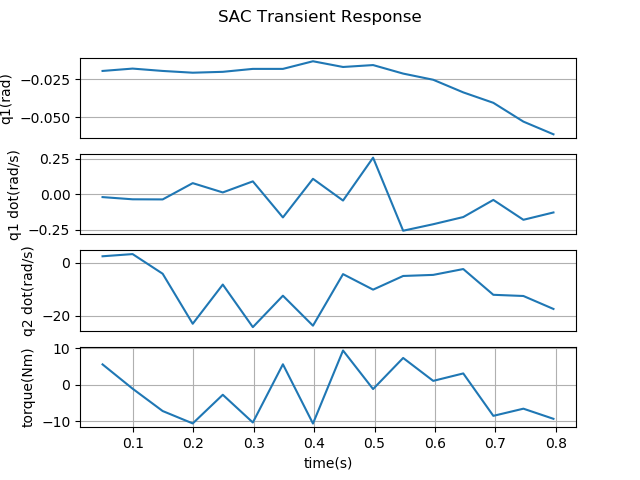 SAC Transient Response
q1(rad)
−0.025
−0.050
q1 dot(rad/s)
0.25
0.00
−0.25
q2 dot(rad/s)
0
−20
torque(Nm)
10
0
−10
0.1 0.2 0.3 0.4 0.5 0.6 0.7 0.8
time(s)